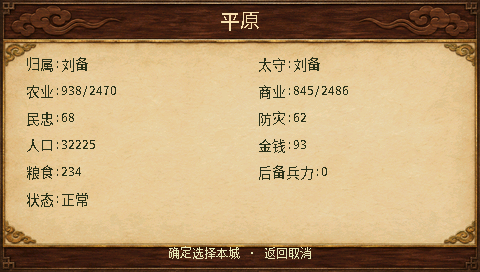 平原
归属:刘备 太守:刘备
农业:938/2470 商业:845/2486
民忠:68 防灾:62
人口:32225 金钱:93
粮食:234 后备兵力:0
状态:正常
确定选择本城 · 返回取消